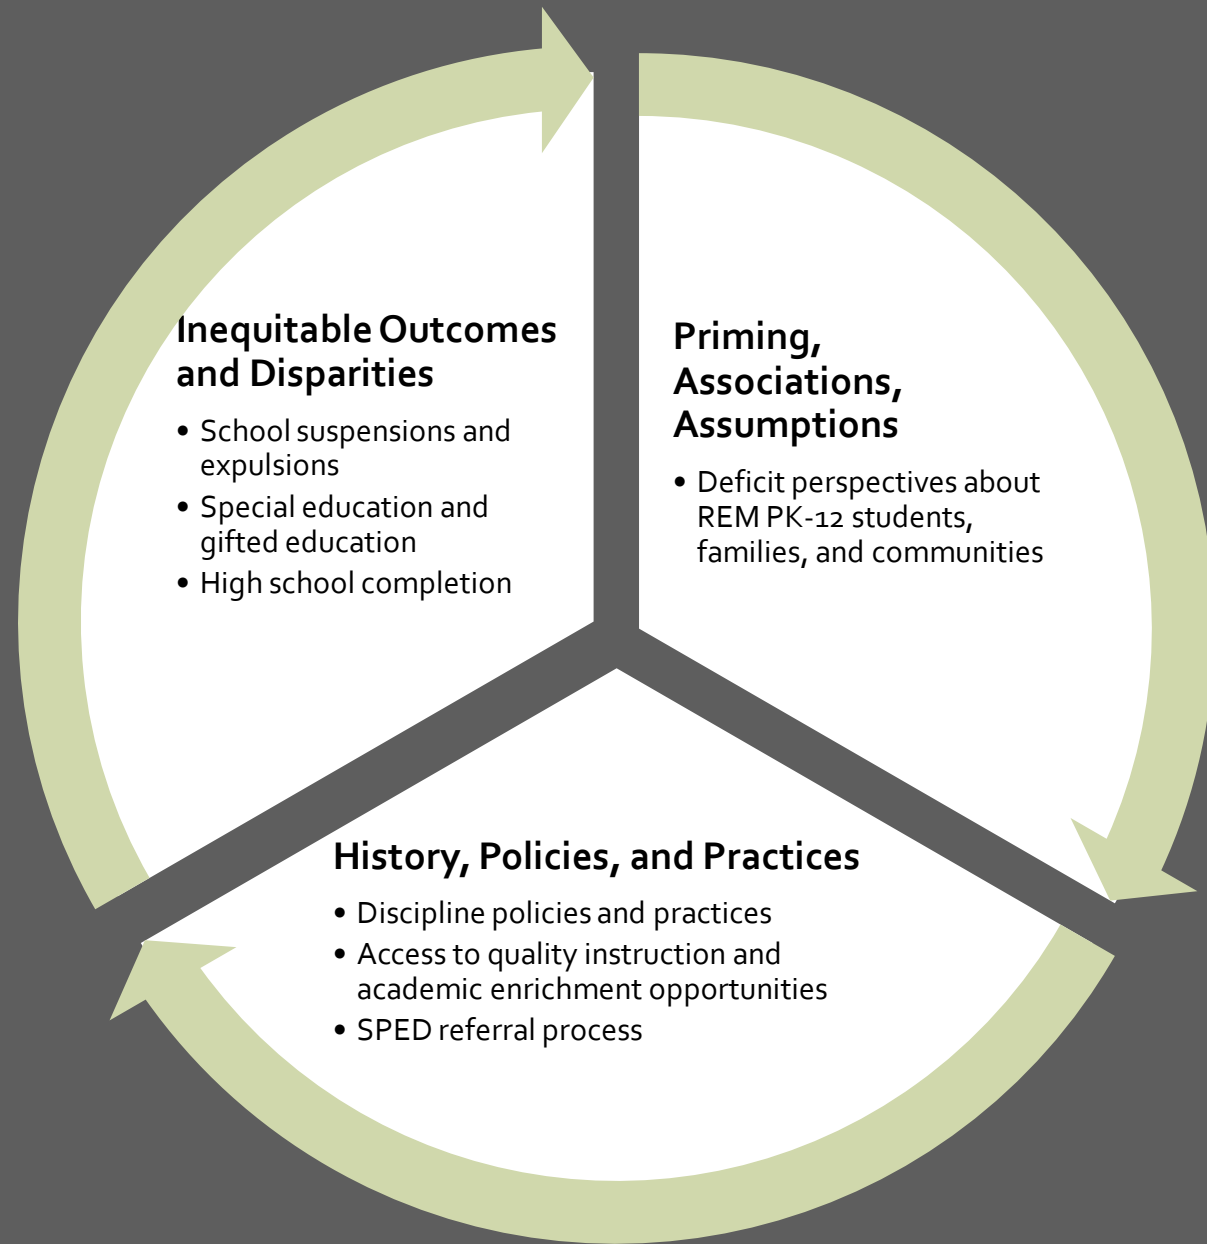 Inequitable Outcomes
and Disparities
• School suspensions and
expulsions
• Special education and
gifted education
• High school completion
Priming,
Associations,
Assumptions
• Deficit perspectives about
REM PK-12 students,
families, and communities
History, Policies, and Practices
• Discipline policies and practices
• Access to quality instruction and
academic enrichment opportunities
• SPED referral process